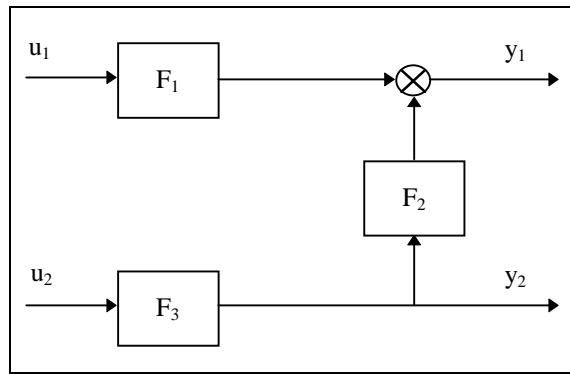 u₁
F₁
y₁
F₂
u₂
F₃
y₂